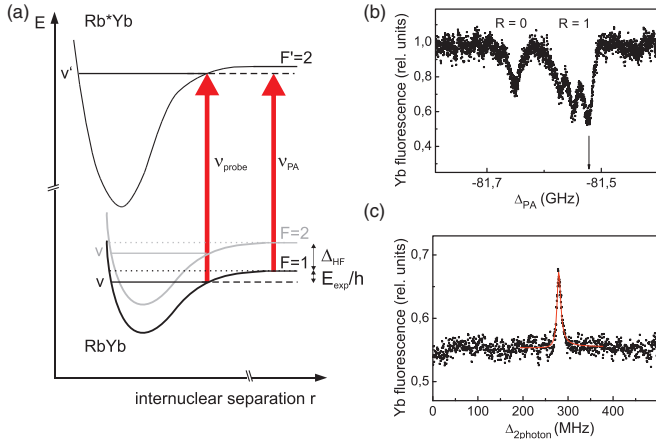 (a)
E
Rb*Yb
F'=2
v'
ν_probe
ν_PA
F=2
v
Δ_HF
F=1
v
E_exp/h
RbYb
internuclear separation r
(b)
Yb fluorescence (rel. units)
R = 0 R = 1
1,0
0,8
0,6
0,4
-81,7 -81,5
Δ_PA (GHz)
(c)
Yb fluorescence (rel. units)
0,7
0,6
0,5
0 100 200 300 400 500
Δ_2photon (MHz)